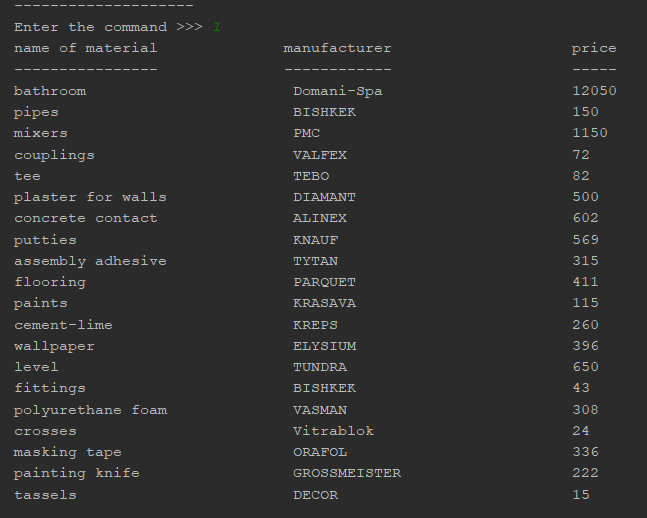 --------------------
Enter the command >>> 1
name of material manufacturer price
---------------- ------------ -----
bathroom Domani-Spa 12050
pipes BISHKEK 150
mixers PMC 1150
couplings VALFEX 72
tee TEBO 82
plaster for walls DIAMANT 500
concrete contact ALINEX 602
putties KNAUF 569
assembly adhesive TYTAN 315
flooring PARQUET 411
paints KRASAVA 115
cement-lime KREPS 260
wallpaper ELYSIUM 396
level TUNDRA 650
fittings BISHKEK 43
polyurethane foam VASMAN 308
crosses Vitrablok 24
masking tape ORAFOL 336
painting knife GROSSMEISTER 222
tassels DECOR 15